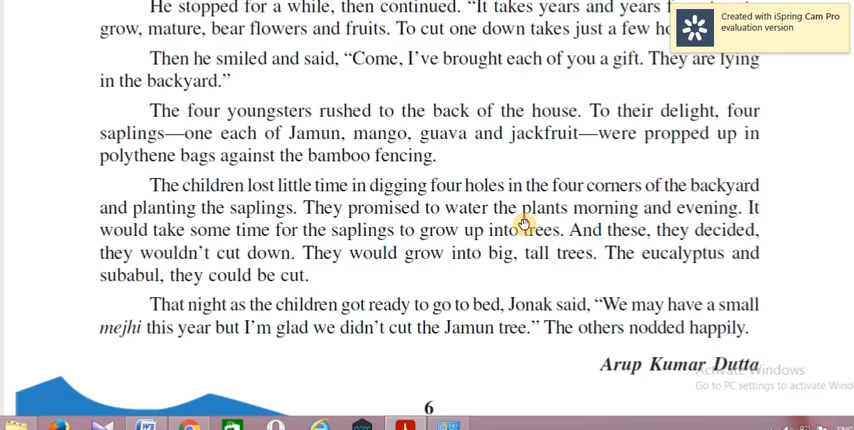 He stopped for a while, then continued. “It takes years and years
grow, mature, bear flowers and fruits. To cut one down takes just a few
Created with iSpring Cam Pro
evaluation version
Then he smiled and said, “Come, I’ve brought each of you a gift. They are lying
in the backyard.”
The four youngsters rushed to the back of the house. To their delight, four
saplings—one each of Jamun, mango, guava and jackfruit—were propped up in
polythene bags against the bamboo fencing.
The children lost little time in digging four holes in the four corners of the backyard
and planting the saplings. They promised to water the plants morning and evening. It
would take some time for the saplings to grow up into trees. And these, they decided,
they wouldn’t cut down. They would grow into big, tall trees. The eucalyptus and
subabul, they could be cut.
That night as the children got ready to go to bed, Jonak said, “We may have a small
mejhi this year but I’m glad we didn’t cut the Jamun tree.” The others nodded happily.
Arup Kumar Dutta
Activate Windows
Go to PC settings to activate Wind
6
W
ENG